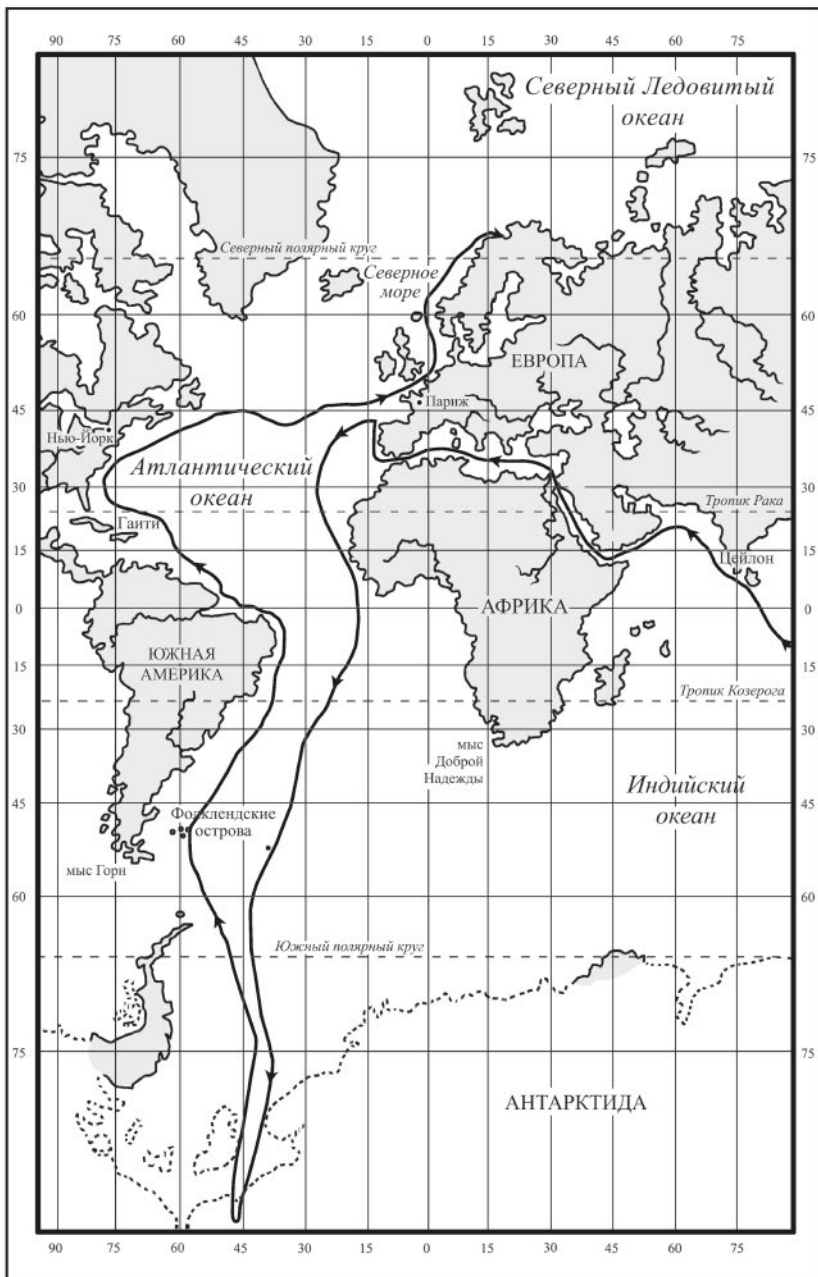 90 75 60 45 30 15 0 15 30 45 60 75
Северный Ледовитый
океан
75 75
Северный полярный круг
Северное
море
60 60
ЕВРОПА
Париж
45 45
Нью-Йорк
Атлантический
океан
30 30
Тропик Рака
Гаити
15 15
Цейлон
0 0
АФРИКА
ЮЖНАЯ
АМЕРИКА
15 15
Тропик Козерога
30 30
мыс
Доброй
Надежды
Индийский
океан
45 45
Фолклендские
острова
мыс Горн
60 60
Южный полярный круг
75 75
АНТАРКТИДА
90 75 60 45 30 15 0 15 30 45 60 75